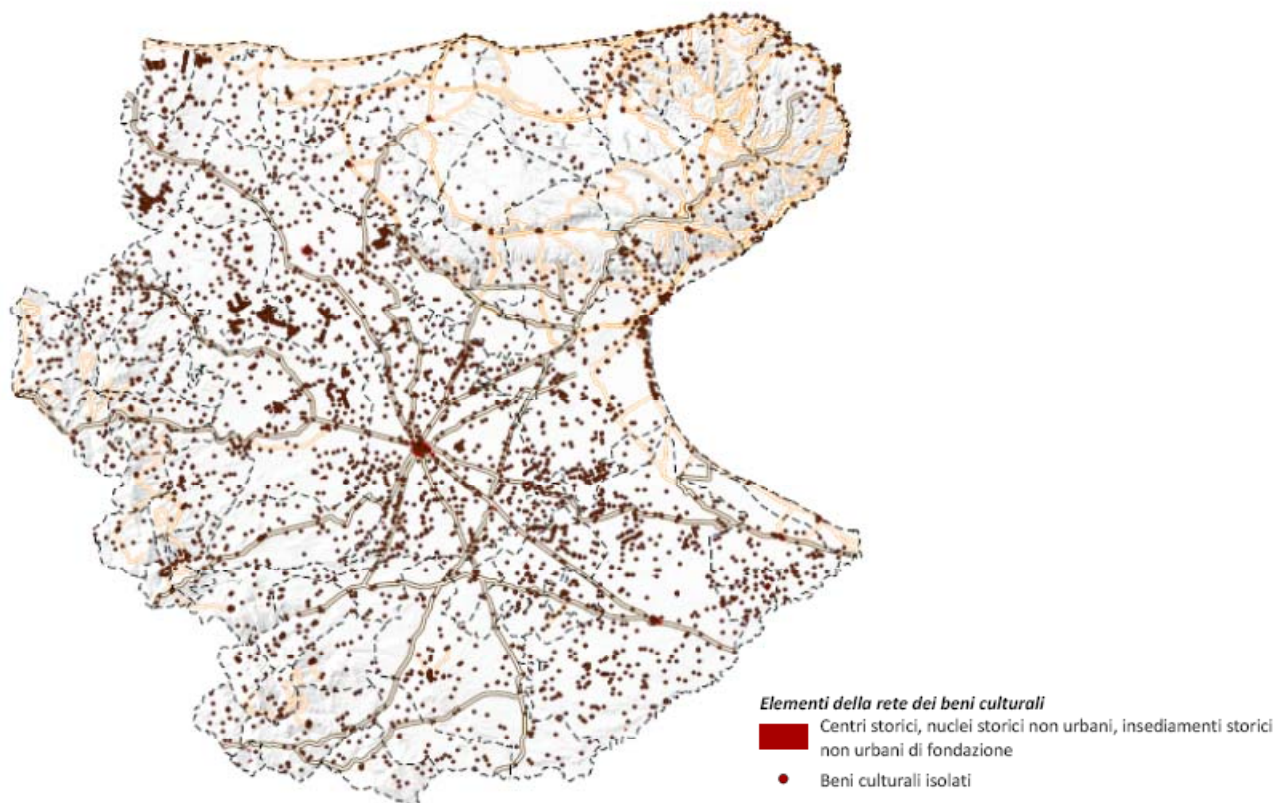 Elementi della rete dei beni culturali
Centri storici, nuclei storici non urbani, insediamenti storici
non urbani di fondazione
Beni culturali isolati